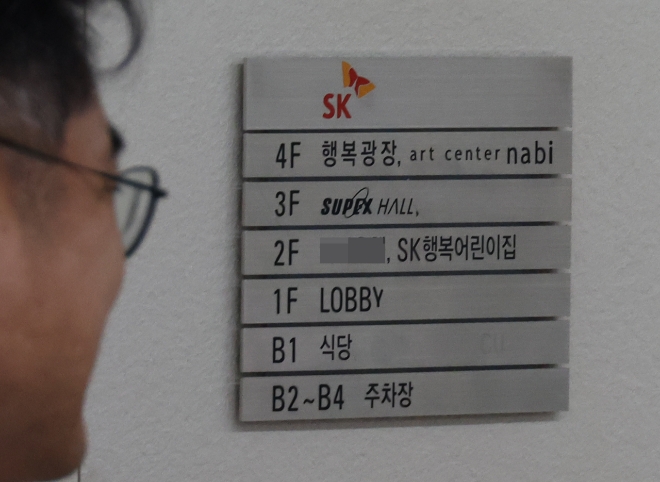 SK
4F 행복광장, art center nabi
3F SUPEX HALL,
2F , SK행복어린이집
1F LOBBY
B1 식당
B2~B4 주차장